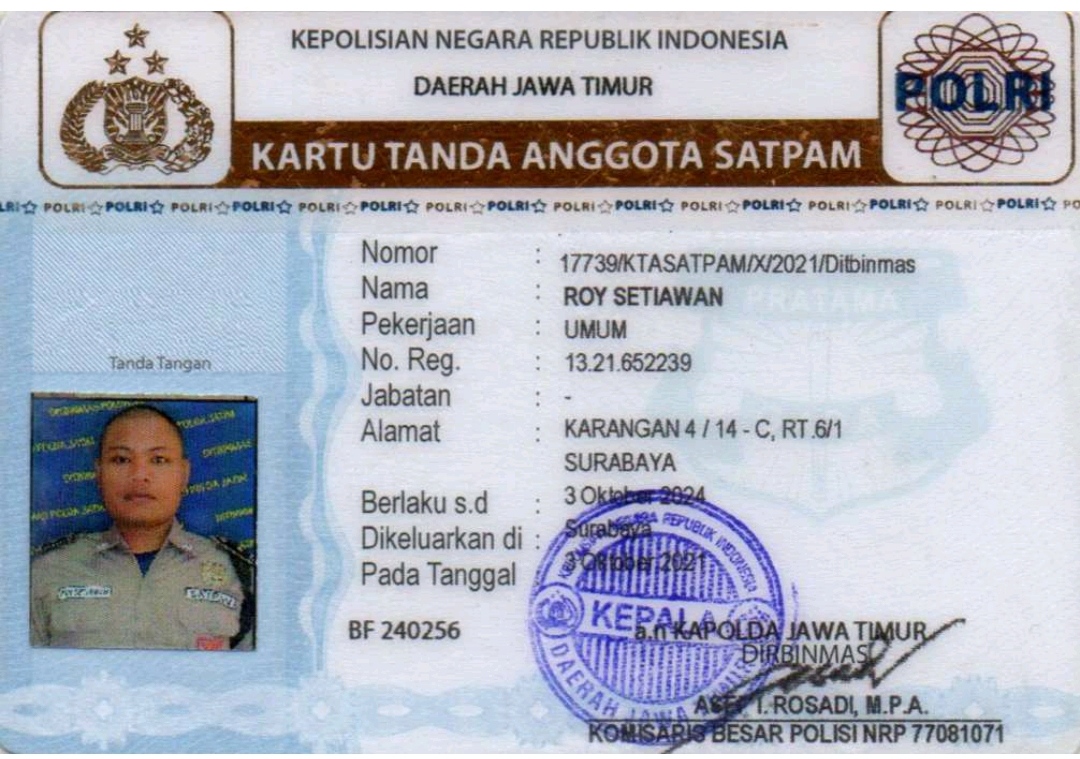 KEPOLISIAN NEGARA REPUBLIK INDONESIA
DAERAH JAWA TIMUR
POLRI
KARTU TANDA ANGGOTA SATPAM
POLRI POLRI POLRI POLRI POLRI POLRI POLRI POLRI POLRI POLRI POLRI POLRI POLRI POLRI POLRI POLRI
PRATAMA
Nomor : 17739/KTASATPAM/X/2021/Ditbinmas
Nama : ROY SETIAWAN
Pekerjaan : UMUM
No. Reg. : 13.21.652239
Jabatan : -
Alamat : KARANGAN 4 / 14 - C, RT.6/1
SURABAYA
Berlaku s.d : 3 Oktober 2024
Dikeluarkan di : Surabaya
Pada Tanggal 3 Oktober 2021
Tanda Tangan
BF 240256
NEGARA REPUBLIK INDONESIA
KEPALA
DAERAH JAWA TIMUR
a.n KAPOLDA JAWA TIMUR
DIRBINMAS
I. ROSADI, M.P.A.
KOMISARIS BESAR POLISI NRP 77081071